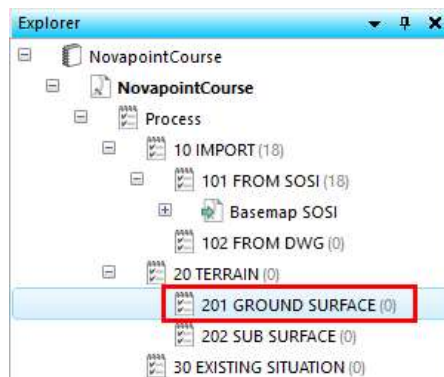 Explorer
NovapointCourse
NovapointCourse
Process
10 IMPORT (18)
101 FROM SOSI (18)
Basemap SOSI
102 FROM DWG (0)
20 TERRAIN (0)
201 GROUND SURFACE (0)
202 SUB SURFACE (0)
30 EXISTING SITUATION (0)